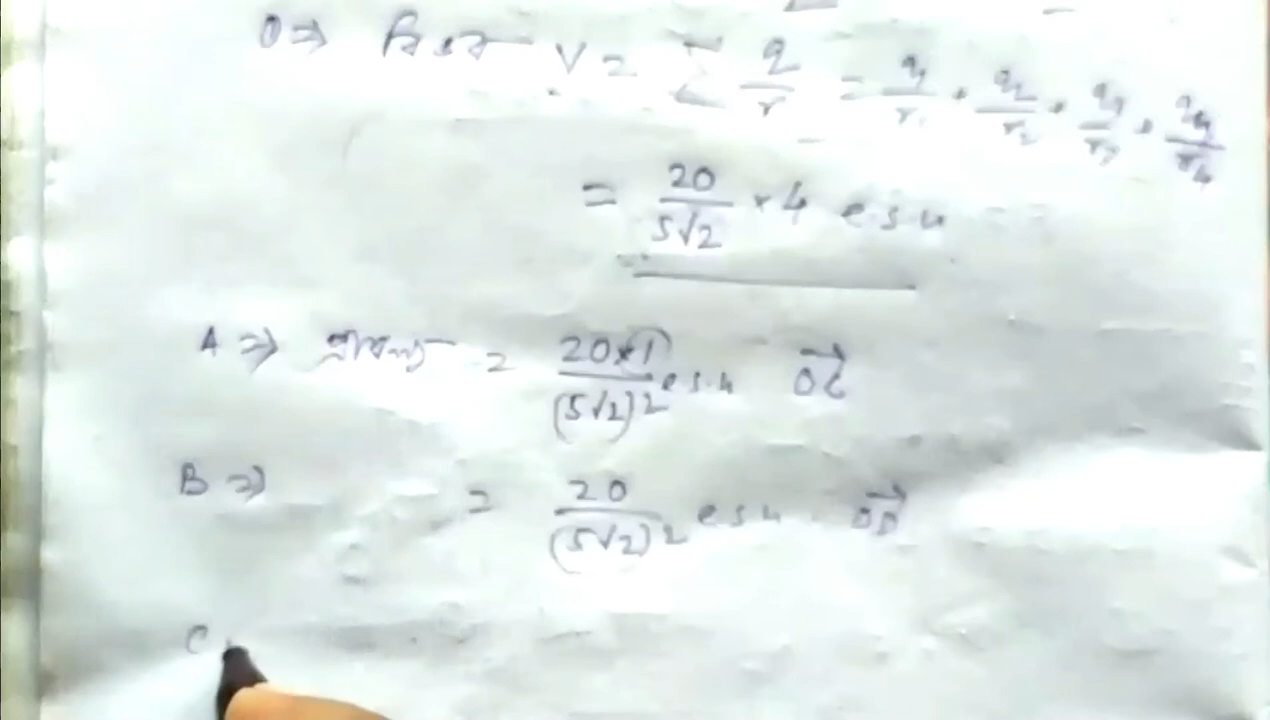 O ⇒ বিভব V = Σ q/r = q₁/r₁ + q₂/r₂ + q₃/r₃ + q₄/r₄
= 20/5√2 × 4 e.s.u
A ⇒ প্রাবল্য = 20×1/(5√2)² e.s.u OC→
B ⇒ = 20/(5√2)² e.s.u OD→
C